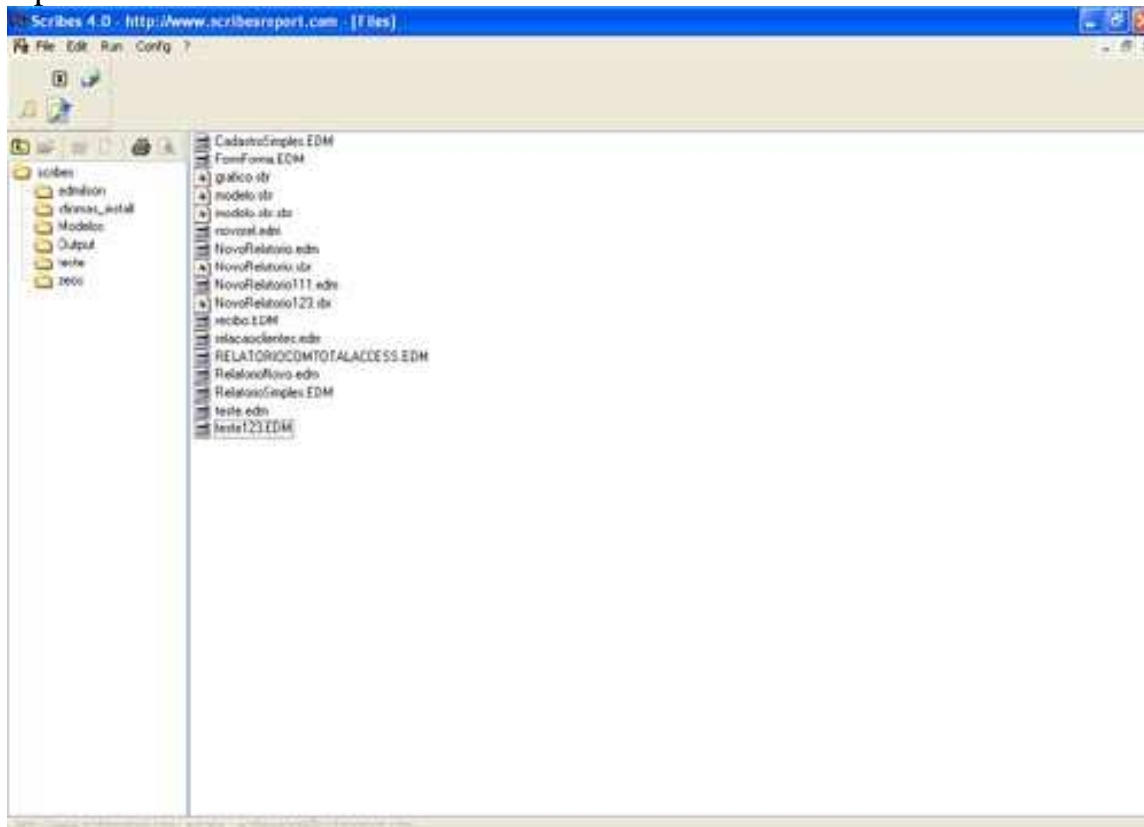 Scribes 4.0 - http://www.scribesreport.com - [Files]
File Edit Run Config ?
scribes
edmilson
Modelos
Output
teste
zeos
CadastroSimples.EDM
FormForma.EDM
grafico.sbr
modelo.sbr
modelo.sbr.sbr
novorel.edm
NovoRelatorio.edm
NovoRelatorio.sbr
NovoRelatorio111.edm
NovoRelatorio123.sbr
recibo.EDM
relacaoclientes.edm
RELATORIOCOMTOTALACCESS.EDM
RelatorioNovo.edm
RelatorioSimples.EDM
teste.edm
teste123.EDM